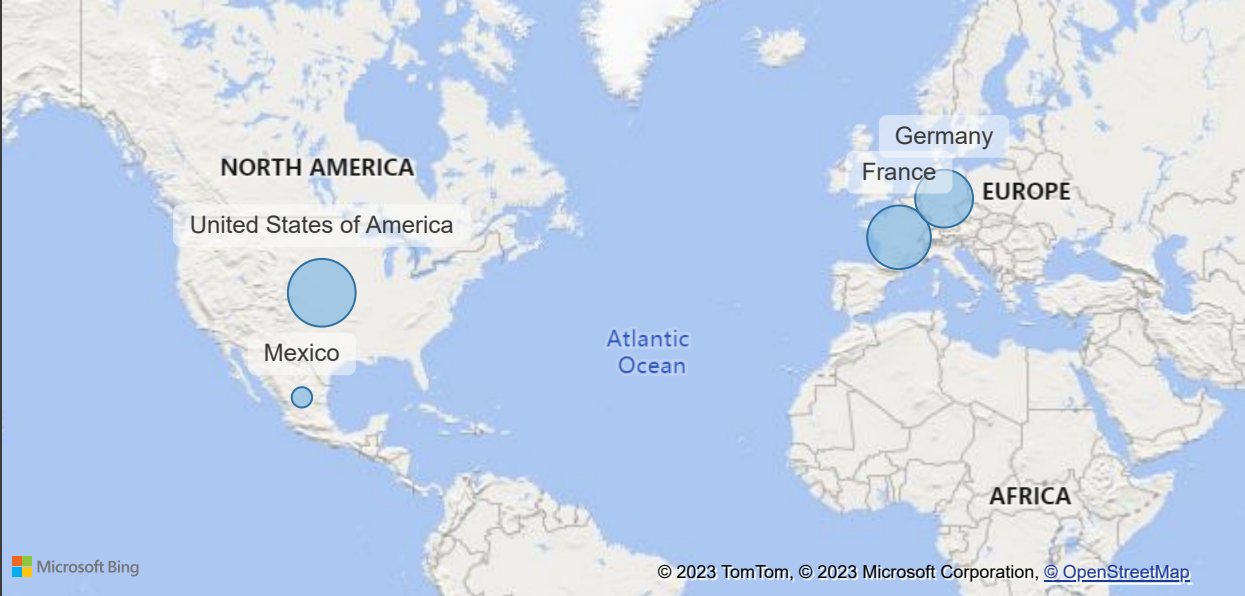 Germany
France
NORTH AMERICA
EUROPE
United States of America
Atlantic
Ocean
Mexico
AFRICA
Microsoft Bing
© 2023 TomTom, © 2023 Microsoft Corporation, © OpenStreetMap